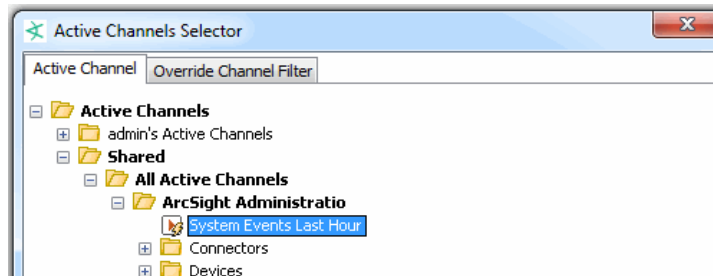 Active Channels Selector
Active Channel Override Channel Filter
Active Channels
admin's Active Channels
Shared
All Active Channels
ArcSight Administratio
System Events Last Hour
Connectors
Devices